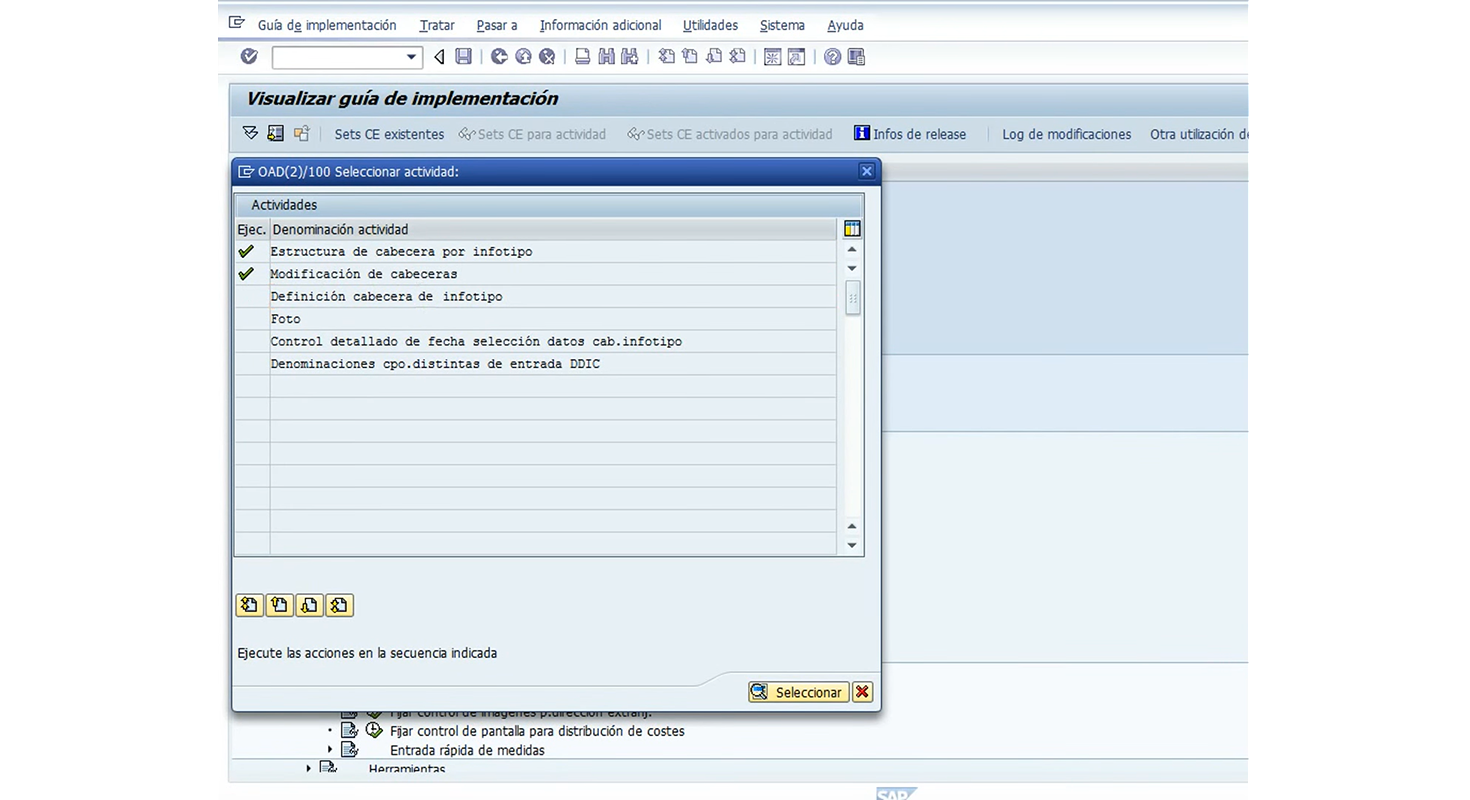 Guía de implementación Tratar Pasar a Información adicional Utilidades Sistema Ayuda
Visualizar guía de implementación
Sets CE existentes Sets CE para actividad Sets CE activados para actividad Infos de release Log de modificaciones Otra utilización
OAD(2)/100 Seleccionar actividad:
Actividades
Ejec. Denominación actividad
Estructura de cabecera por infotipo
Modificación de cabeceras
Definición cabecera de infotipo
Foto
Control detallado de fecha selección datos cab.infotipo
Denominaciones cpo.distintas de entrada DDIC
Ejecute las acciones en la secuencia indicada
Seleccionar
Fijar control de imágenes p.dirección extranj.
Fijar control de pantalla para distribución de costes
Entrada rápida de medidas
Herramientas
SAP